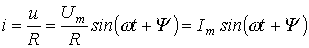 i = u/R = U_m/R sin(ωt + Ψ) = I_m sin(ωt + Ψ)